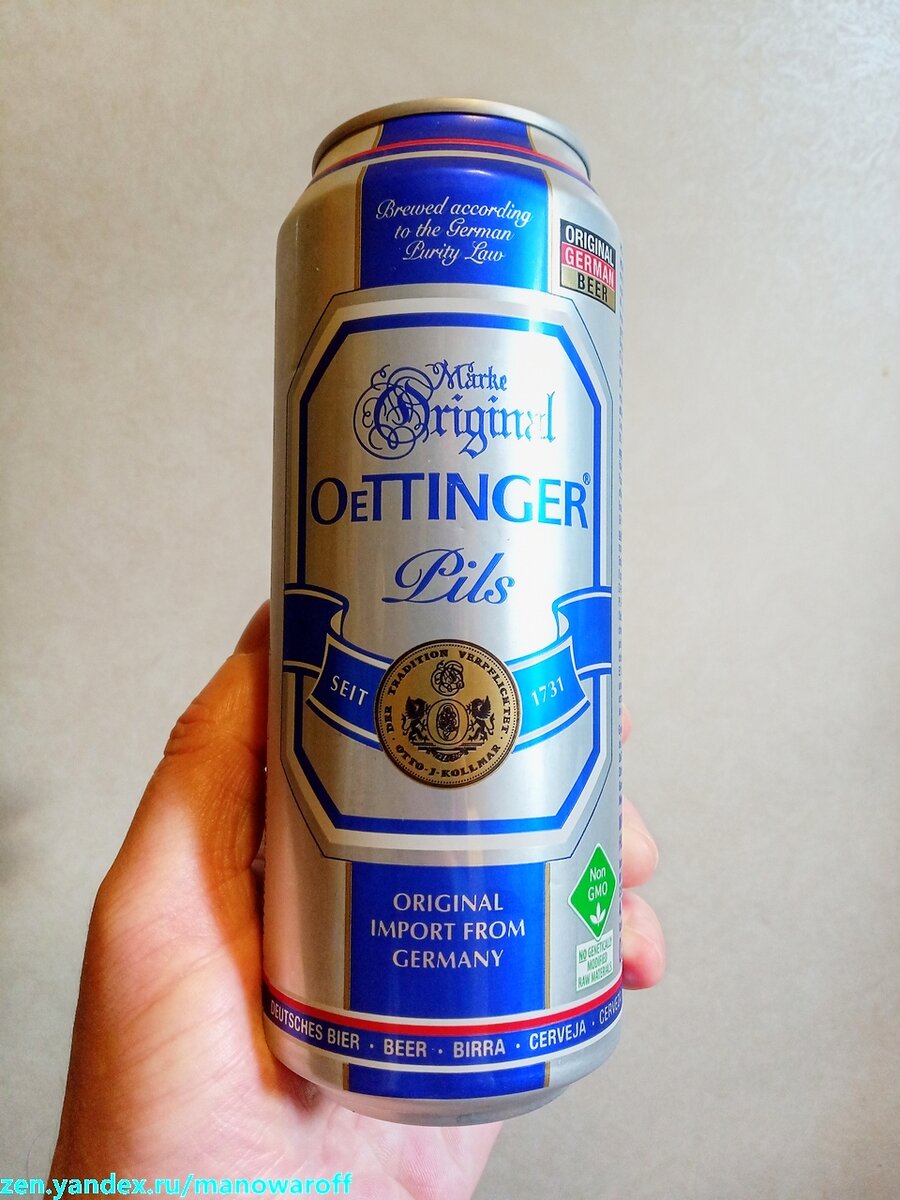 Brewed according
to the German
Purity Law
ORIGINAL
GERMAN
BEER
Marke
Original
OeTTINGER®
Pils
SEIT
1731
DER TRADITION VERPFLICHTET
OTTO·J·KOLLMAR
Non
GMO
NO GENETICALLY
MODIFIED
RAW MATERIALS
ORIGINAL
IMPORT FROM
GERMANY
DEUTSCHES BIER · BEER · BIRRA · CERVEJA ·
zen.yandex.ru/manowaroff